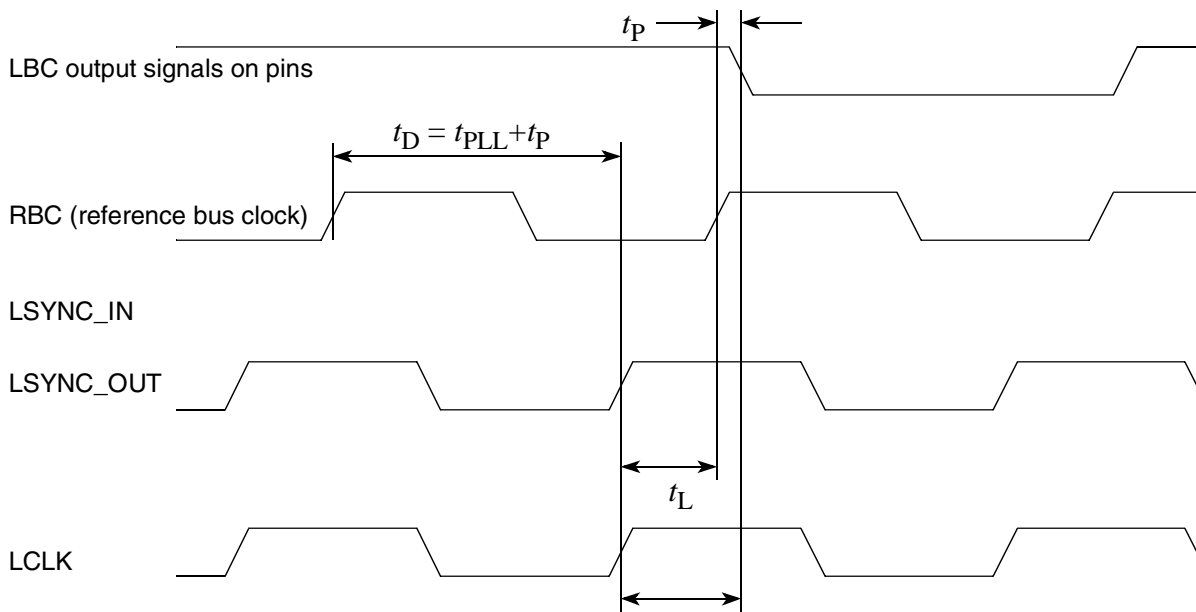 tP
LBC output signals on pins
tD = tPLL+tP
RBC (reference bus clock)
LSYNC_IN
LSYNC_OUT
tL
LCLK